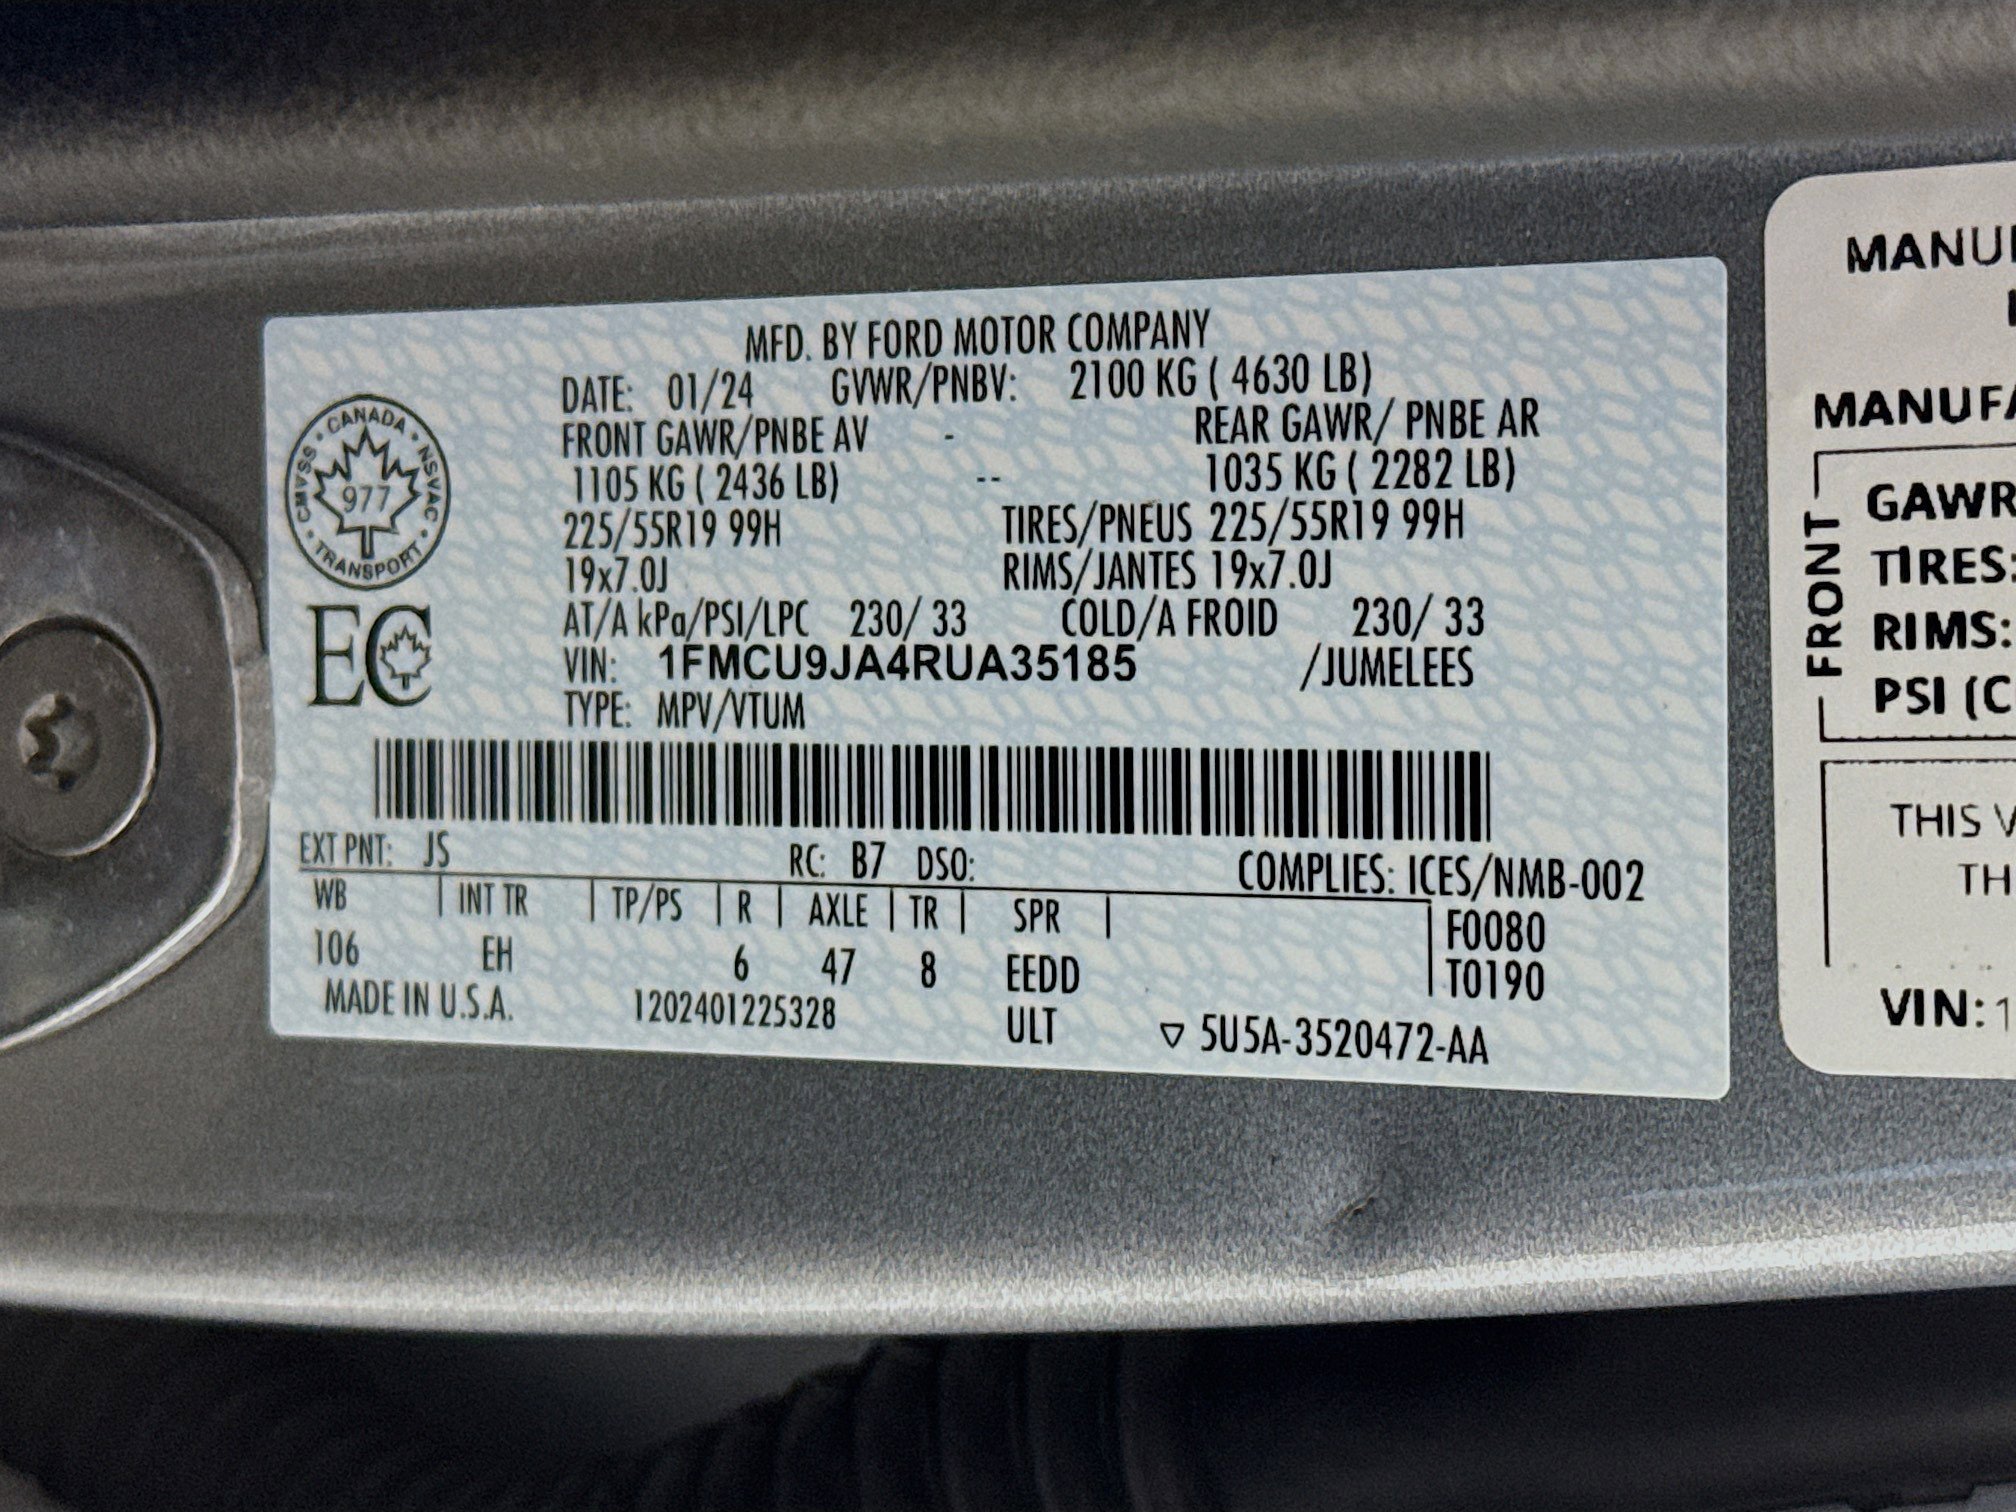 MFD. BY FORD MOTOR COMPANY
DATE: 01/24 GVWR/PNBV: 2100 KG ( 4630 LB)
FRONT GAWR/PNBE AV - REAR GAWR/ PNBE AR
1105 KG ( 2436 LB) -- 1035 KG ( 2282 LB)
225/55R19 99H TIRES/PNEUS 225/55R19 99H
19x7.0J RIMS/JANTES 19x7.0J
AT/A kPa/PSI/LPC 230/ 33 COLD/A FROID 230/ 33
VIN: 1FMCU9JA4RUA35185 /JUMELEES
TYPE: MPV/VTUM
CANADA • NSVAC • TRANSPORT • CMVSS •
977
EC
EXT PNT: JS RC: B7 DSO: COMPLIES: ICES/NMB-002
WB | INT TR | TP/PS | R | AXLE | TR | SPR | F0080
106 EH 6 47 8 EEDD T0190
MADE IN U.S.A. 1202401225328 ULT ▽ 5U5A-3520472-AA
MANUFA
FRONT
GAWR
TIRES:
RIMS:
PSI (C
THIS V
TH
VIN: 1